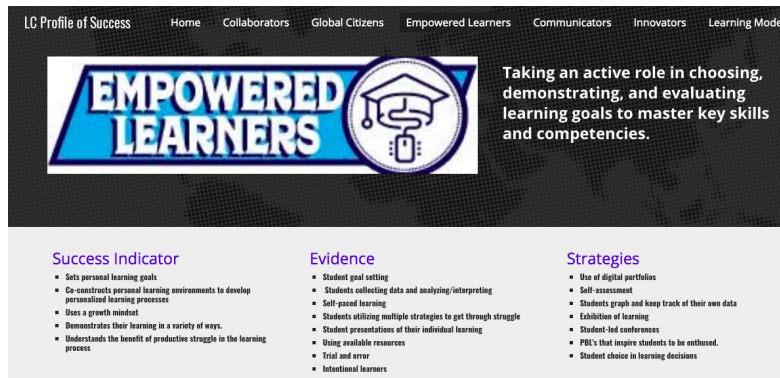 LC Profile of Success
Home Collaborators Global Citizens Empowered Learners Communicators Innovators Learning Mode
EMPOWERED
LEARNERS
Taking an active role in choosing,
demonstrating, and evaluating
learning goals to master key skills
and competencies.
Success Indicator
Sets personal learning goals
Co-constructs personal learning environments to develop
personalized learning processes
Uses a growth mindset
Demonstrates their learning in a variety of ways.
Understands the benefit of productive struggle in the learning
process
Evidence
Student goal setting
Students collecting data and analyzing/interpreting
Self-paced learning
Students utilizing multiple strategies to get through struggle
Student presentations of their individual learning
Using available resources
Trial and error
Intentional learners
Strategies
Use of digital portfolios
Self-assessment
Students graph and keep track of their own data
Exhibition of learning
Student-led conferences
PBL's that inspire students to be enthused.
Student choice in learning decisions